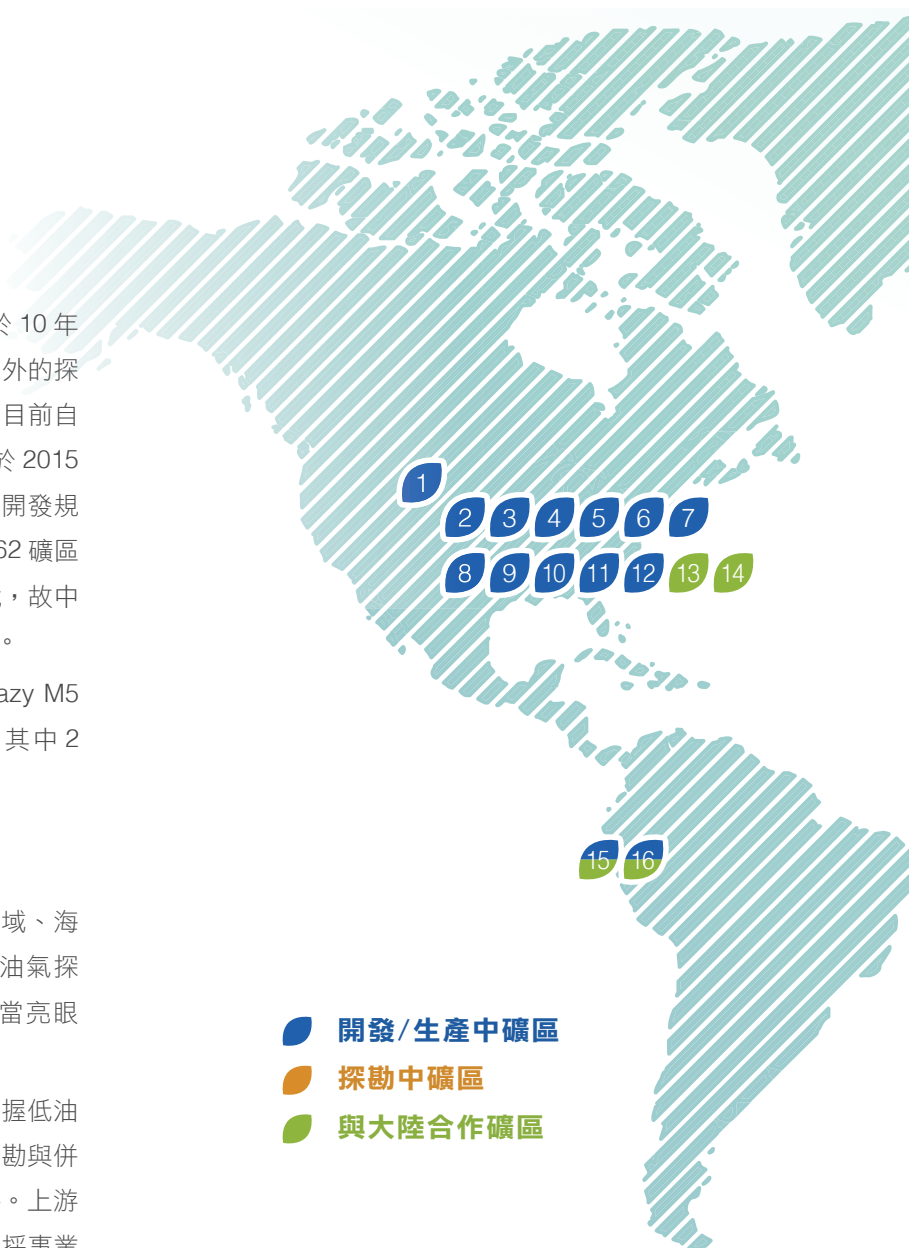 於 10 年
外的探
目前自
於 2015
開發規
62 礦區
，故中
。
azy M5
其中 2
域、海
油氣探
當亮眼
握低油
勘與併
。上游
採事業
1
2 3 4 5 6 7
8 9 10 11 12 13 14
15 16
開發/生產中礦區
探勘中礦區
與大陸合作礦區